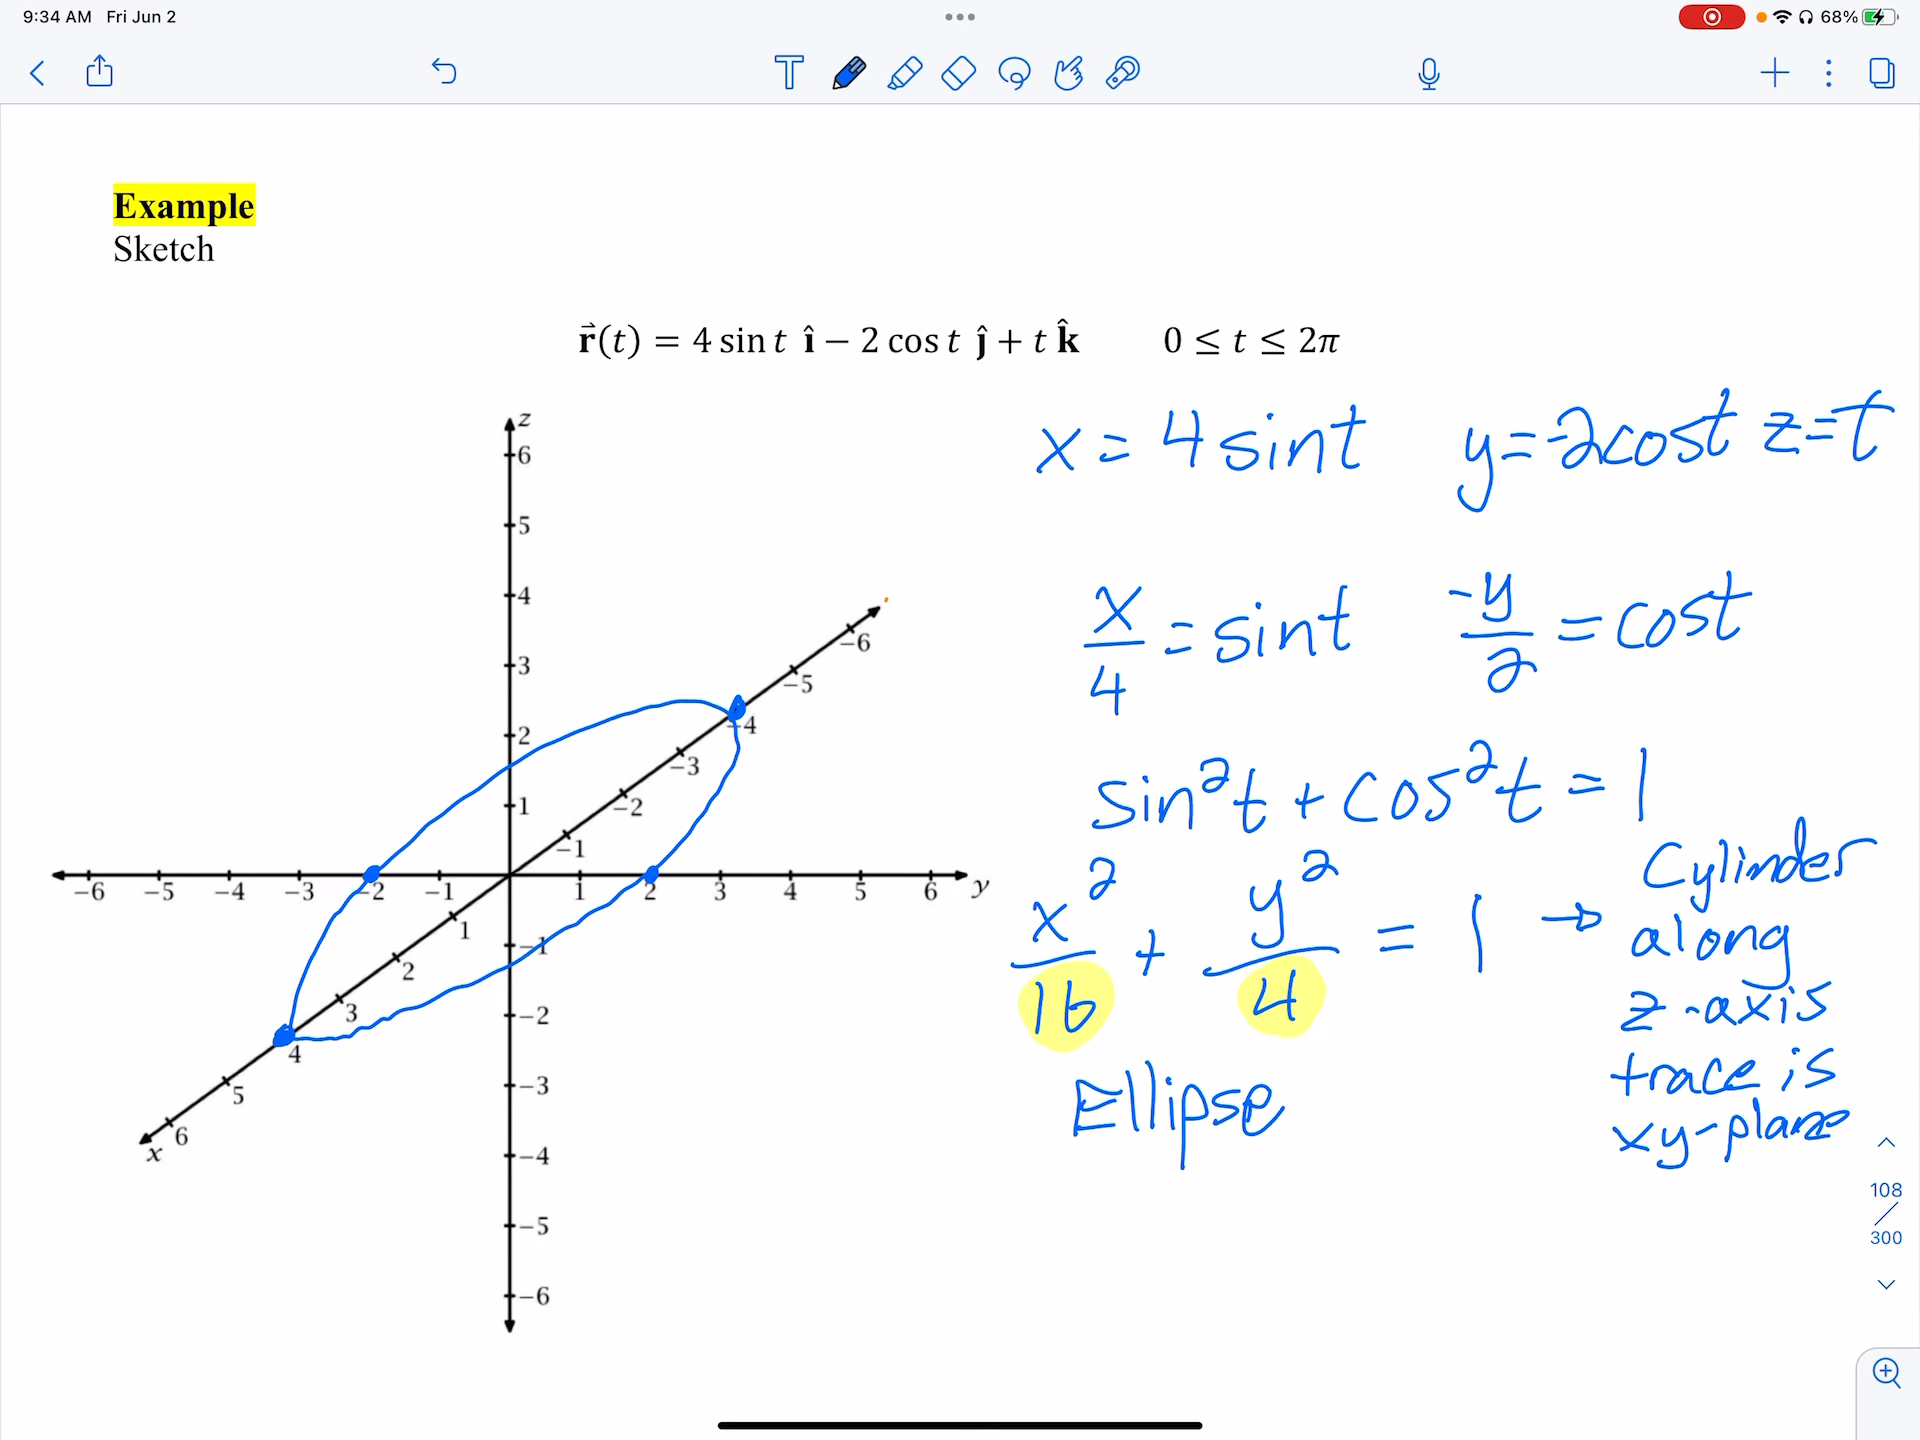 9:34 AM Fri Jun 2
68%
T
Example
Sketch
r⃗(t) = 4 sin t î − 2 cos t ĵ + t k̂ 0 ≤ t ≤ 2π
x = 4 sint y=-2cost z=t
x/4 = sint -y/2 = cost
sin²t + cos²t = 1
x²/16 + y²/4 = 1 → Cylinder
along
z-axis
trace is
xy-plane
Ellipse
z
6
5
4
3
2
1
−1
−2
−3
−4
−5
−6
−6 −5 −4 −3 −2 −1 1 2 3 4 5 6 y
−6
−5
−4
−3
−2
−1
1
2
3
4
5
6
x
108
/
300